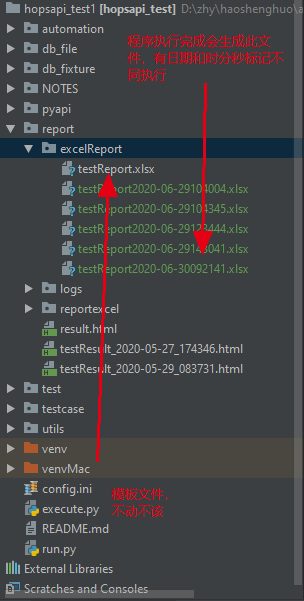 hopsapi_test1 [hopsapi_test] D:\zhy\haoshenghuo\a
automation
db_file
db_fixture
NOTES
pyapi
report
程序执行完成会生成此文
件，有日期和时分秒标记不
同执行
excelReport
testReport.xlsx
testReport2020-06-29104004.xlsx
testReport2020-06-29104345.xlsx
testReport2020-06-29123444.xlsx
testReport2020-06-29143041.xlsx
testReport2020-06-30092141.xlsx
logs
reportexcel
result.html
testResult_2020-05-27_174346.html
testResult_2020-05-29_083731.html
test
testcase
utils
venv
venvMac
config.ini
execute.py
README.md
run.py
模板文件，
不动不该
External Libraries
Scratches and Consoles